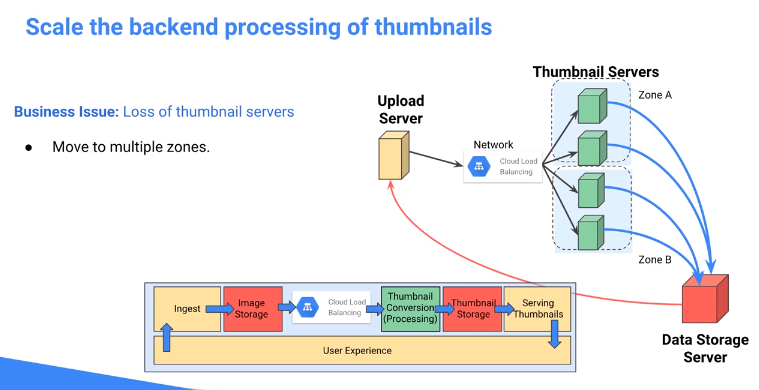 Scale the backend processing of thumbnails
Business Issue: Loss of thumbnail servers
● Move to multiple zones.
Thumbnail Servers
Zone A
Upload
Server
Network
Cloud Load
Balancing
Zone B
Data Storage
Server
Ingest
Image
Storage
Cloud Load
Balancing
Thumbnail
Conversion
(Processing)
Thumbnail
Storage
Serving
Thumbnails
User Experience